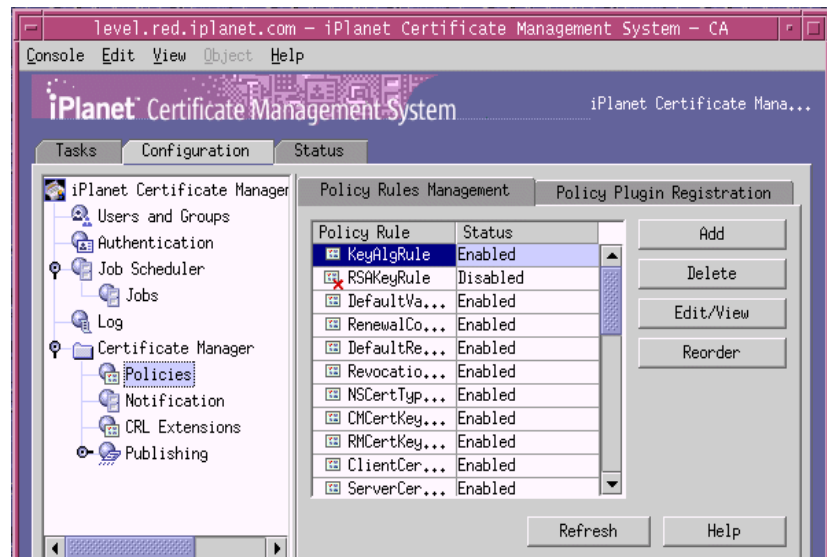 level.red.iplanet.com — iPlanet Certificate Management System — CA
Console Edit View Object Help
iPlanet™ Certificate Management System
iPlanet Certificate Mana...
Tasks Configuration Status
iPlanet Certificate Manager
Users and Groups
Authentication
Job Scheduler
Jobs
Log
Certificate Manager
Policies
Notification
CRL Extensions
Publishing
Policy Rules Management Policy Plugin Registration
Policy Rule Status
KeyAlgRule Enabled
RSAKeyRule Disabled
DefaultVa... Enabled
RenewalCo... Enabled
DefaultRe... Enabled
Revocatio... Enabled
NSCertTyp... Enabled
CMCertKey... Enabled
RMCertKey... Enabled
ClientCer... Enabled
ServerCer... Enabled
Add
Delete
Edit/View
Reorder
Refresh Help